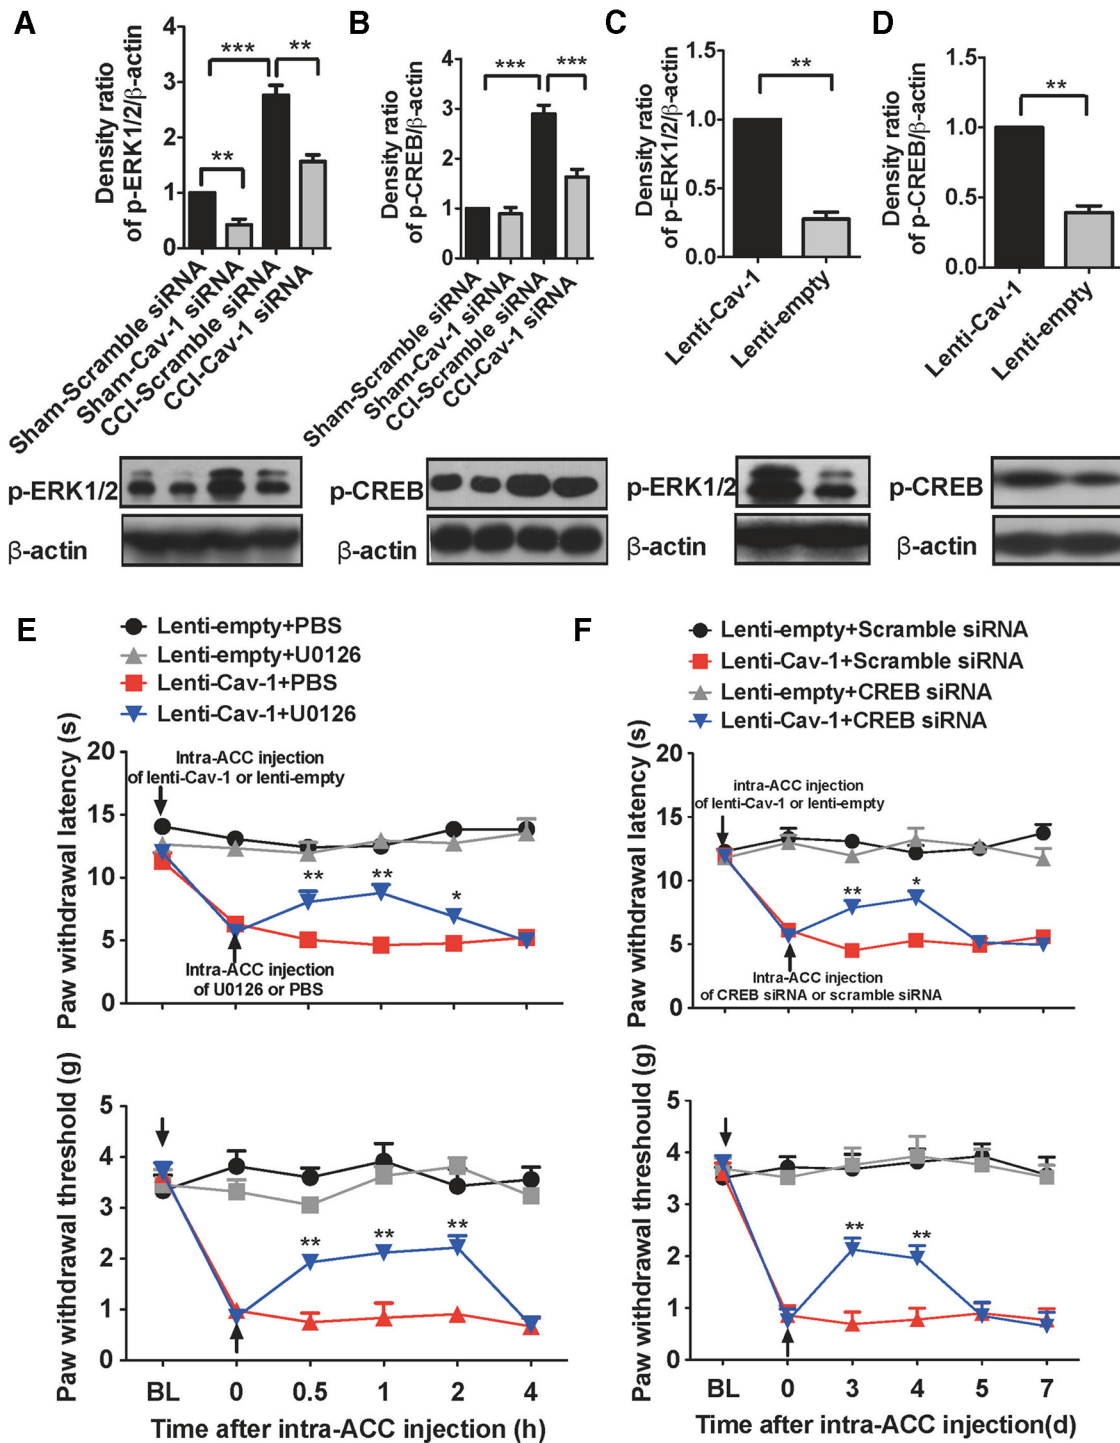 A
Density ratio
of p-ERK1/2/β-actin
4
3
2
1
0
***
**
**
Sham-Scramble siRNA
Sham-Cav-1 siRNA
CCI-Scramble siRNA
CCI-Cav-1 siRNA
p-ERK1/2
β-actin
B
Density ratio
of p-CREB/β-actin
4
3
2
1
0
***
***
Sham-Scramble siRNA
Sham-Cav-1 siRNA
CCI-Scramble siRNA
CCI-Cav-1 siRNA
p-CREB
β-actin
C
Density ratio
of p-ERK1/2/β-actin
1.5
1.0
0.5
0.0
**
Lenti-Cav-1
Lenti-empty
p-ERK1/2
β-actin
D
Density ratio
of p-CREB/β-actin
1.5
1.0
0.5
0.0
**
Lenti-Cav-1
Lenti-empty
p-CREB
β-actin
E
Lenti-empty+PBS
Lenti-empty+U0126
Lenti-Cav-1+PBS
Lenti-Cav-1+U0126
Paw withdrawal latency (s)
20
15
10
5
0
Intra-ACC injection
of lenti-Cav-1 or lenti-empty
**
**
*
Intra-ACC injection
of U0126 or PBS
Paw withdrawal threshold (g)
5
4
3
2
1
0
**
**
**
BL
0
0.5
1
2
4
Time after intra-ACC injection (h)
F
Lenti-empty+Scramble siRNA
Lenti-Cav-1+Scramble siRNA
Lenti-empty+CREB siRNA
Lenti-Cav-1+CREB siRNA
Paw withdrawal latency (s)
20
15
10
5
0
intra-ACC injection
of lenti-Cav-1 or lenti-empty
**
*
Intra-ACC injection
of CREB siRNA or scramble siRNA
Paw withdrawal threshould (g)
5
4
3
2
1
0
**
**
BL
0
3
4
5
7
Time after intra-ACC injection(d)